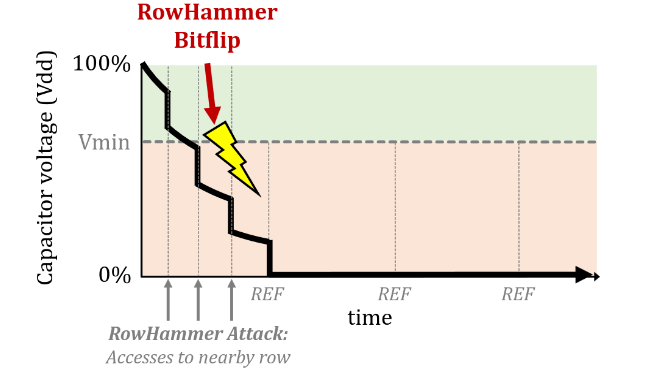 RowHammer
Bitflip
Capacitor voltage (Vdd)
100%
Vmin
0%
REF
REF
REF
time
RowHammer Attack:
Accesses to nearby row